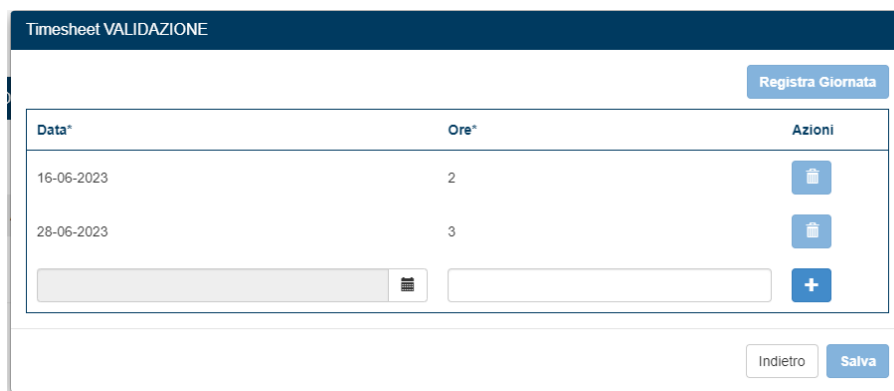 Timesheet VALIDAZIONE
Registra Giornata
Data* Ore* Azioni
16-06-2023 2
28-06-2023 3
Indietro Salva